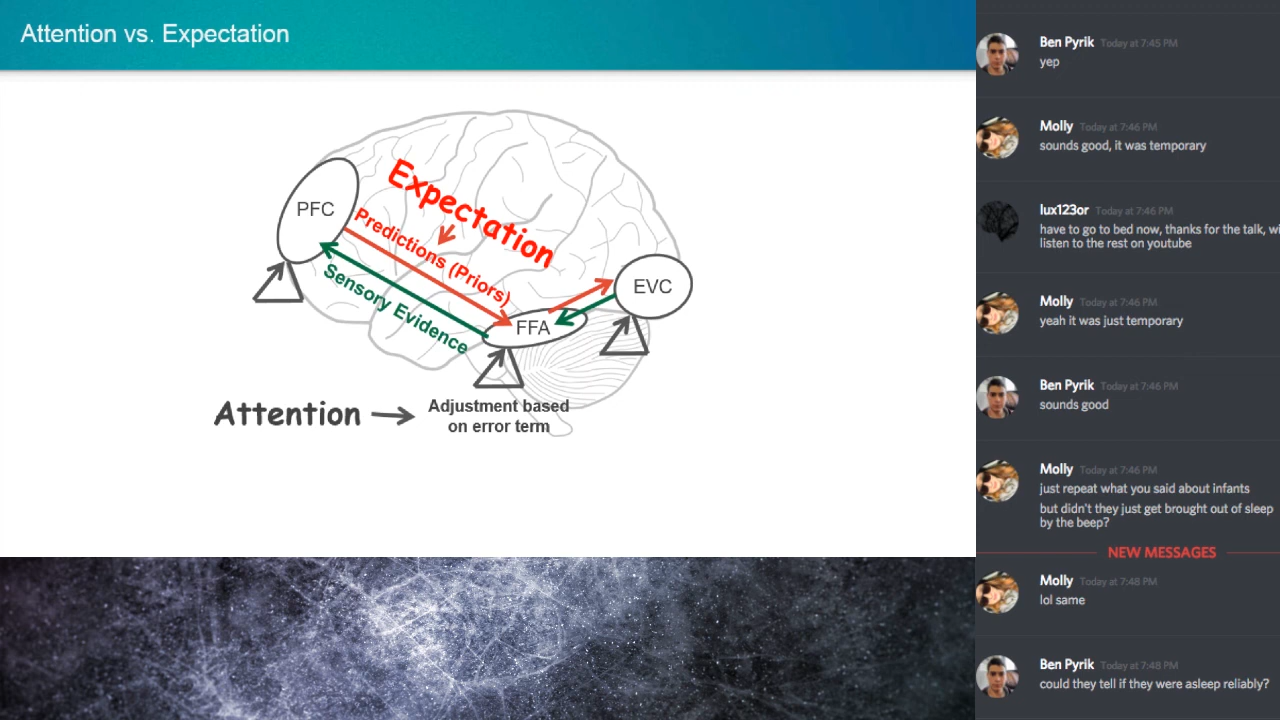 Attention vs. Expectation
PFC
Expectation
Predictions (Priors)
Sensory Evidence
EVC
FFA
Attention
Adjustment based
on error term
Ben Pyrik Today at 7:45 PM
yep
Molly Today at 7:46 PM
sounds good, it was temporary
lux123or Today at 7:46 PM
have to go to bed now, thanks for the talk, wi
listen to the rest on youtube
Molly Today at 7:46 PM
yeah it was just temporary
Ben Pyrik Today at 7:46 PM
sounds good
Molly Today at 7:46 PM
just repeat what you said about infants
but didn't they just get brought out of sleep
by the beep?
NEW MESSAGES
Molly Today at 7:48 PM
lol same
Ben Pyrik Today at 7:48 PM
could they tell if they were asleep reliably?